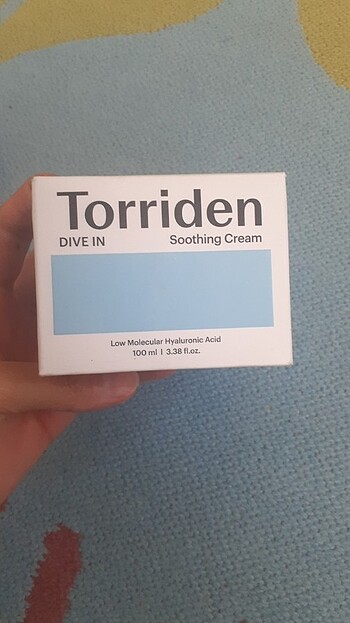 Torriden
DIVE IN Soothing Cream
Low Molecular Hyaluronic Acid
100 ml | 3.38 fl.oz.